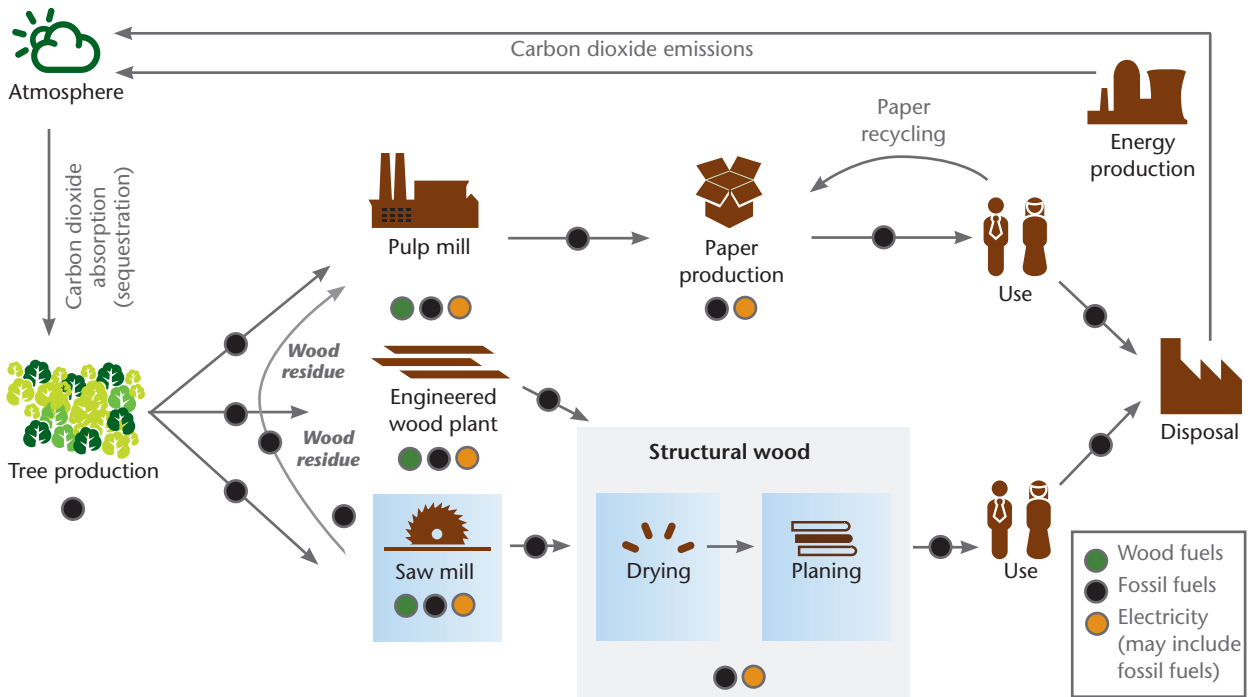 Carbon dioxide emissions
Atmosphere
Paper
recycling
Energy
production
Carbon dioxide
absorption
(sequestration)
Pulp mill
Paper
production
Use
Wood
residue
Engineered
wood plant
Wood
residue
Tree production
Structural wood
Disposal
Saw mill
Drying
Planing
Use
Wood fuels
Fossil fuels
Electricity
(may include
fossil fuels)